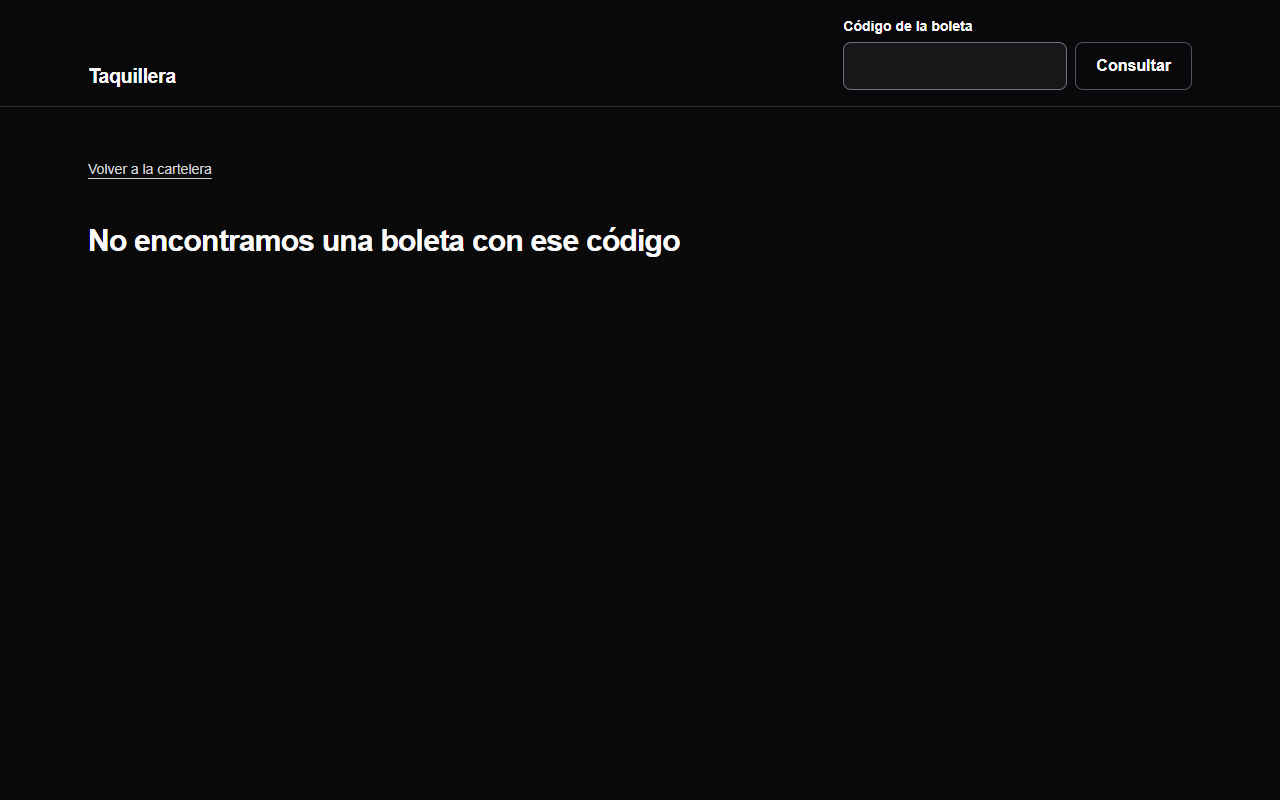 Código de la boleta
Taquillera
Consultar
Volver a la cartelera
No encontramos una boleta con ese código